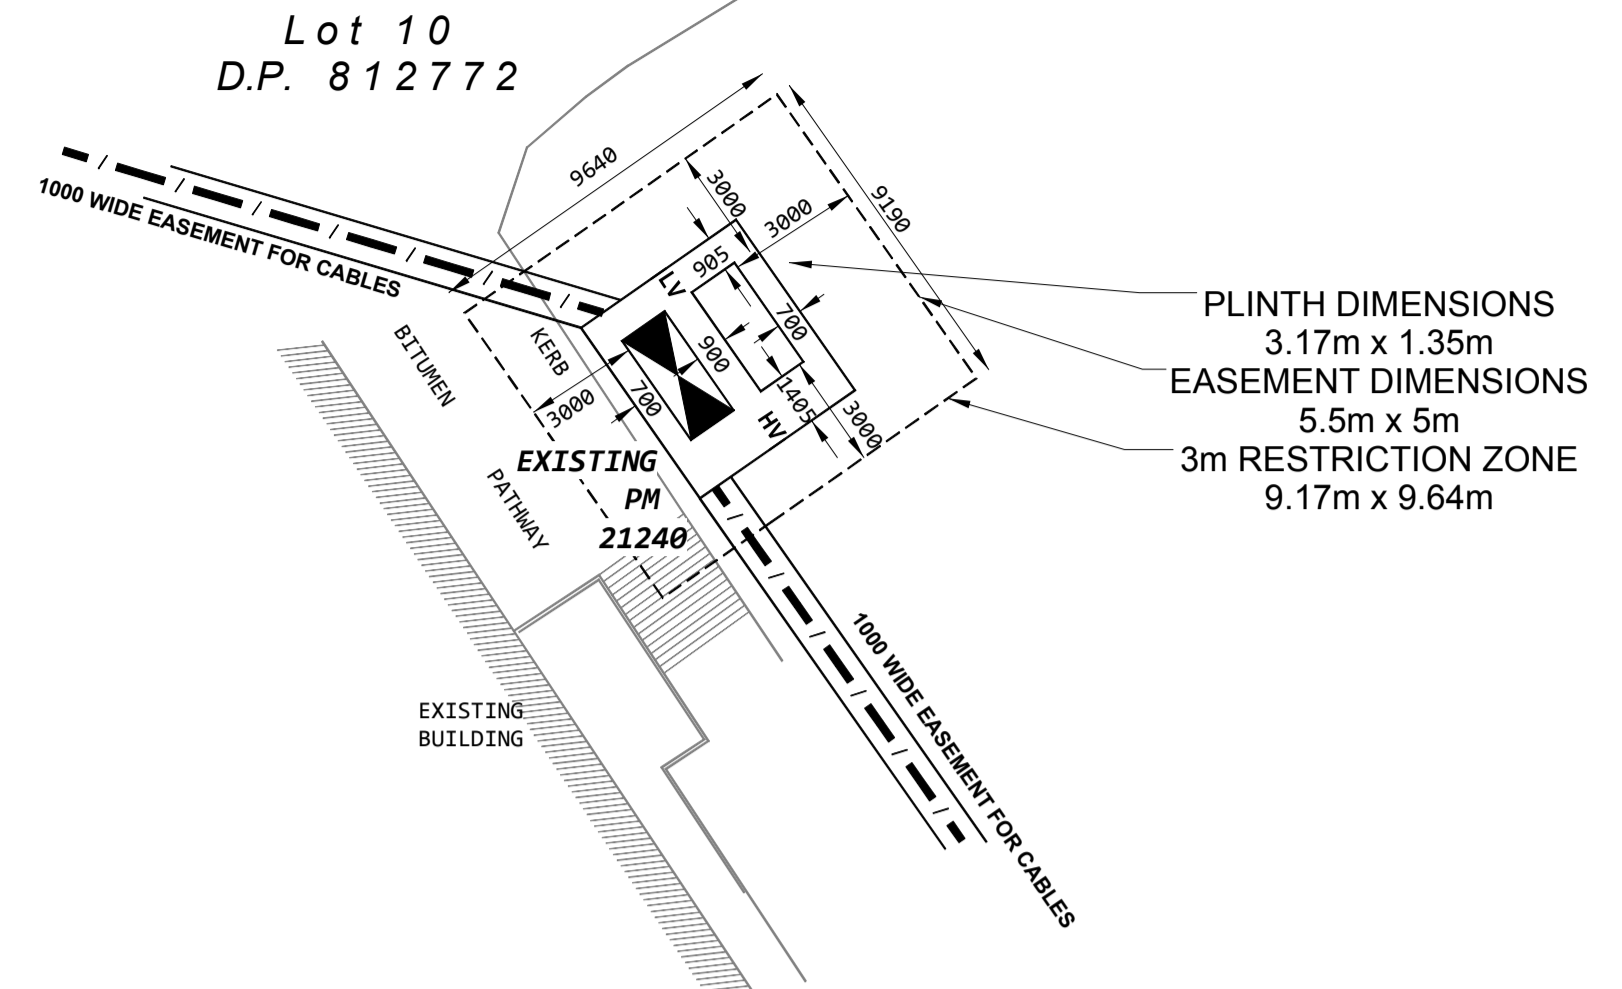 Lot 10
D.P. 812772
9640
3000
9190
3000
1000 WIDE EASEMENT FOR CABLES
905
LV
PLINTH DIMENSIONS
3.17m x 1.35m
EASEMENT DIMENSIONS
5.5m x 5m
3m RESTRICTION ZONE
9.17m x 9.64m
BITUMEN
KERB
700
900
3000
700
1405
HV
3000
EXISTING
PM
21240
PATHWAY
EXISTING
BUILDING
1000 WIDE EASEMENT FOR CABLES